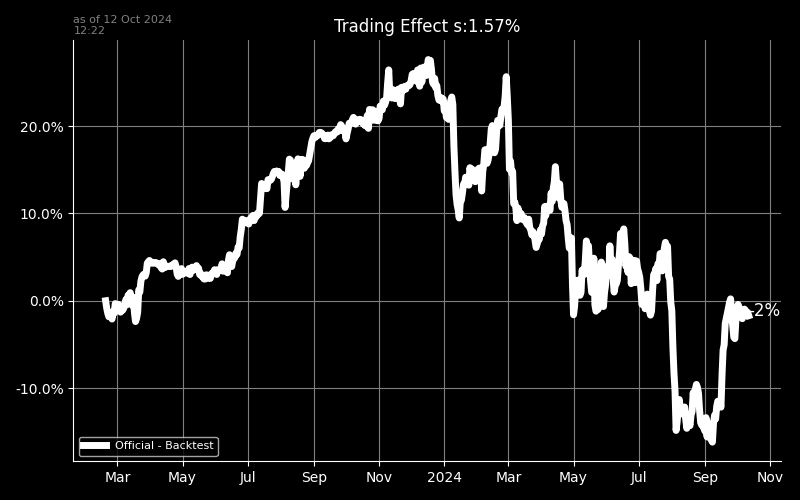 as of 12 Oct 2024
12:22
Trading Effect s:1.57%
20.0%
10.0%
0.0%
-10.0%
-2%
Official - Backtest
Mar May Jul Sep Nov 2024 Mar May Jul Sep Nov